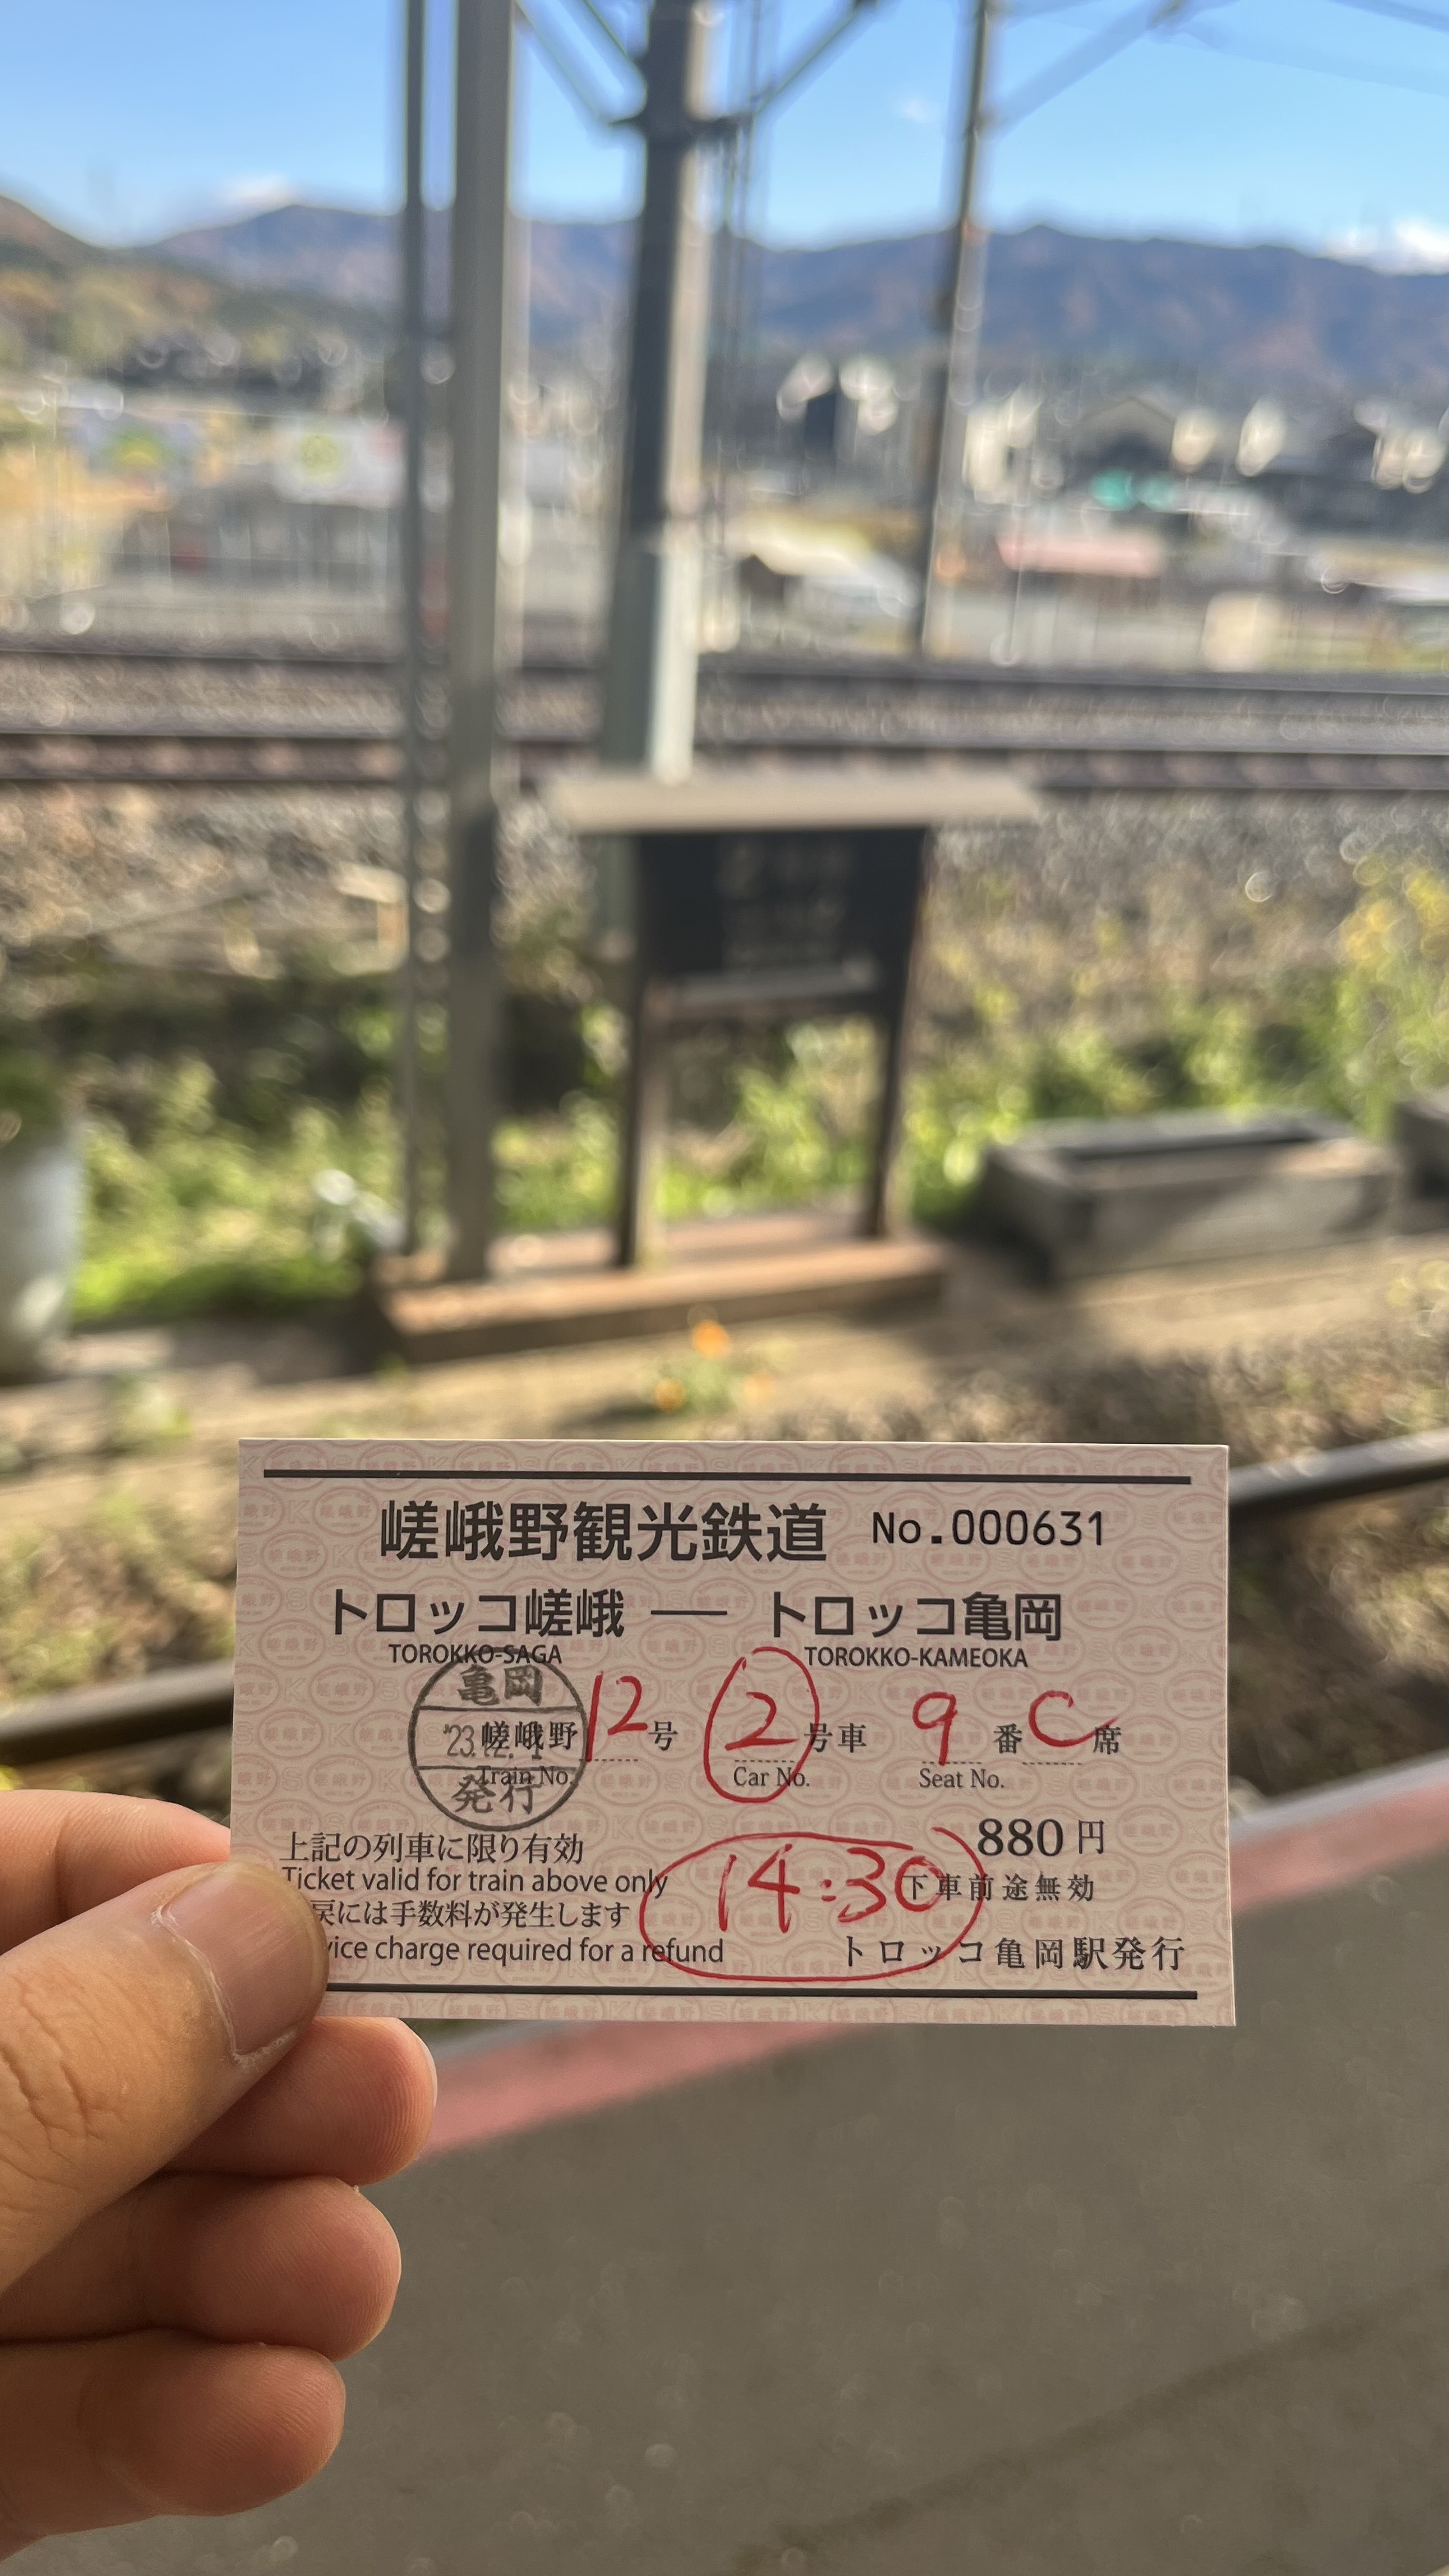 嵯峨野観光鉄道 No.000631
トロッコ嵯峨 — トロッコ亀岡
TOROKKO-SAGA TOROKKO-KAMEOKA
亀岡
'23.12.-1
発行
嵯峨野 12 号 2 号車 9 番 C 席
Train No. Car No. Seat No.
880円
上記の列車に限り有効
Ticket valid for train above only
14:30
下車前途無効
戻には手数料が発生します
vice charge required for a refund
トロッコ亀岡駅発行